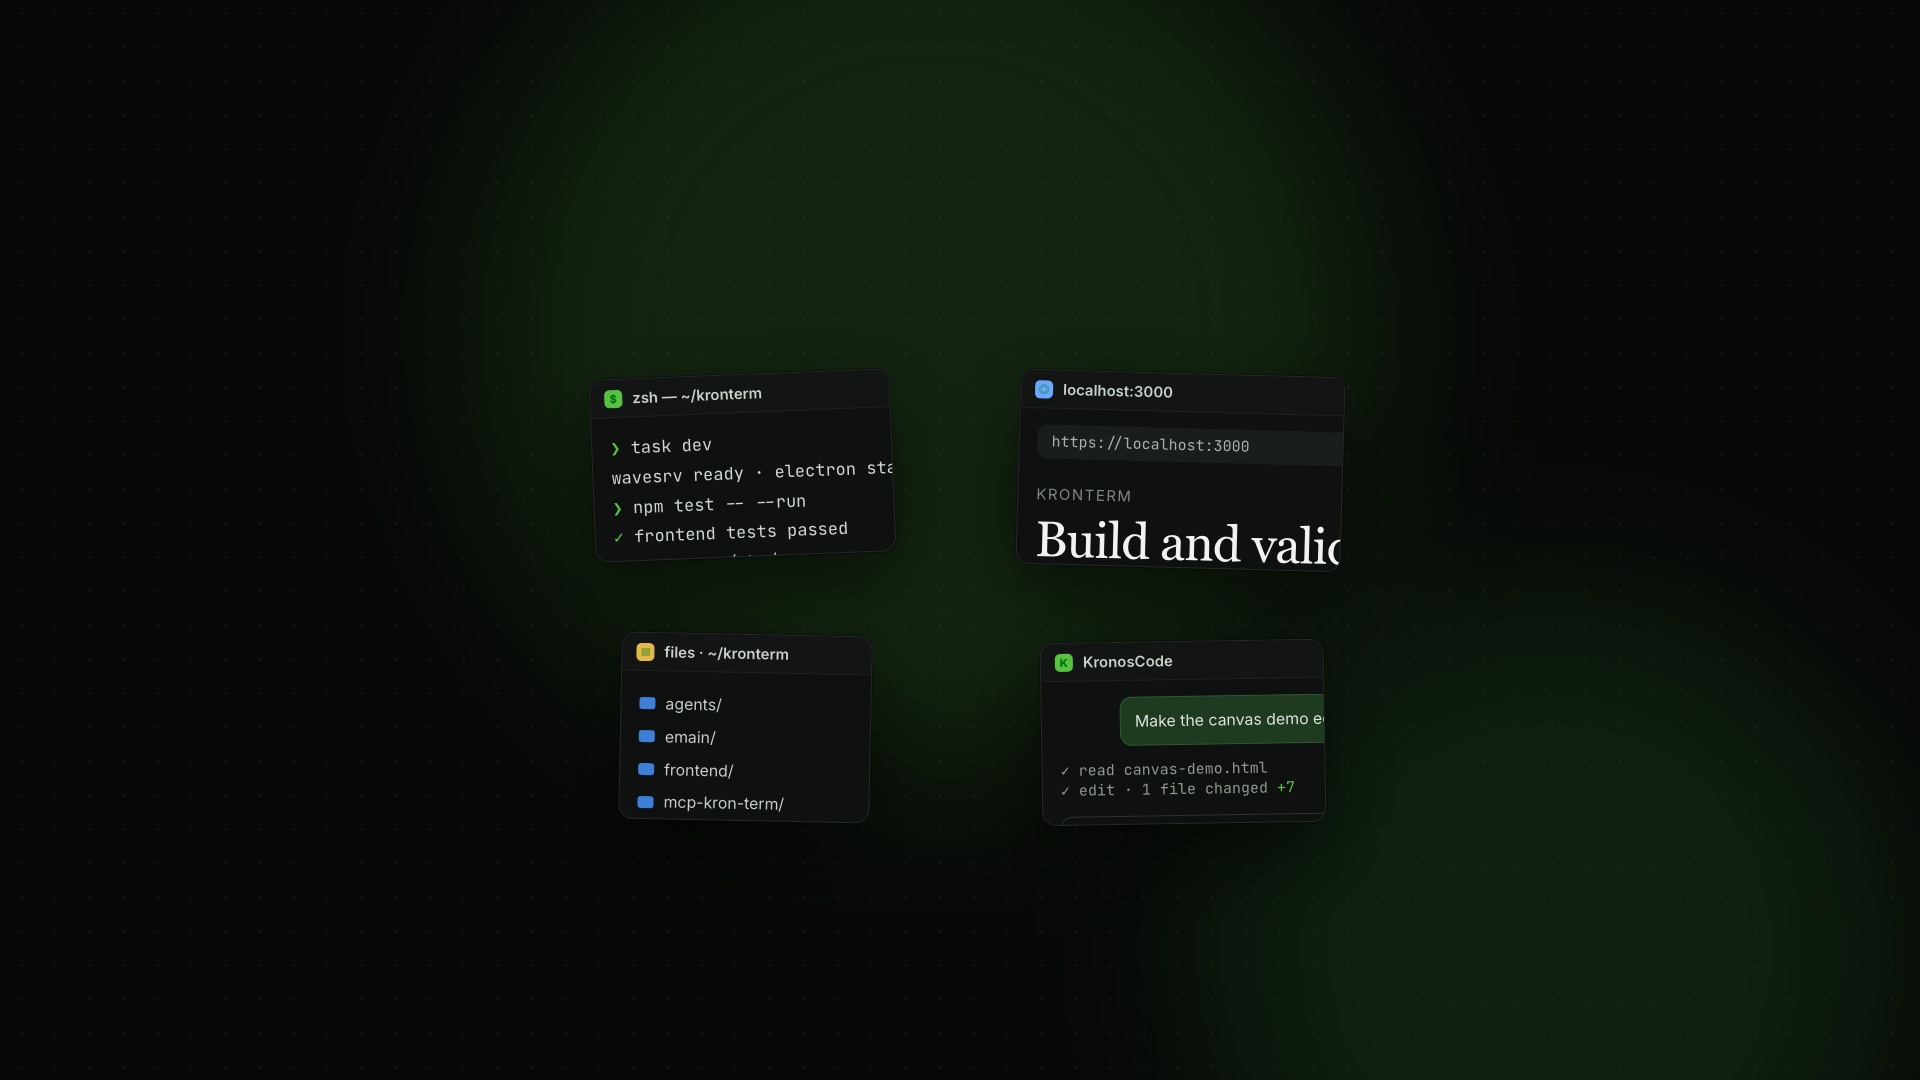 $ zsh — ~/kronterm
❯ task dev
wavesrv ready · electron sta
❯ npm test -- --run
✓ frontend tests passed
localhost:3000
https://localhost:3000
KRONTERM
Build and valid
files · ~/kronterm
agents/
emain/
frontend/
mcp-kron-term/
K KronosCode
Make the canvas demo e
✓ read canvas-demo.html
✓ edit · 1 file changed +7